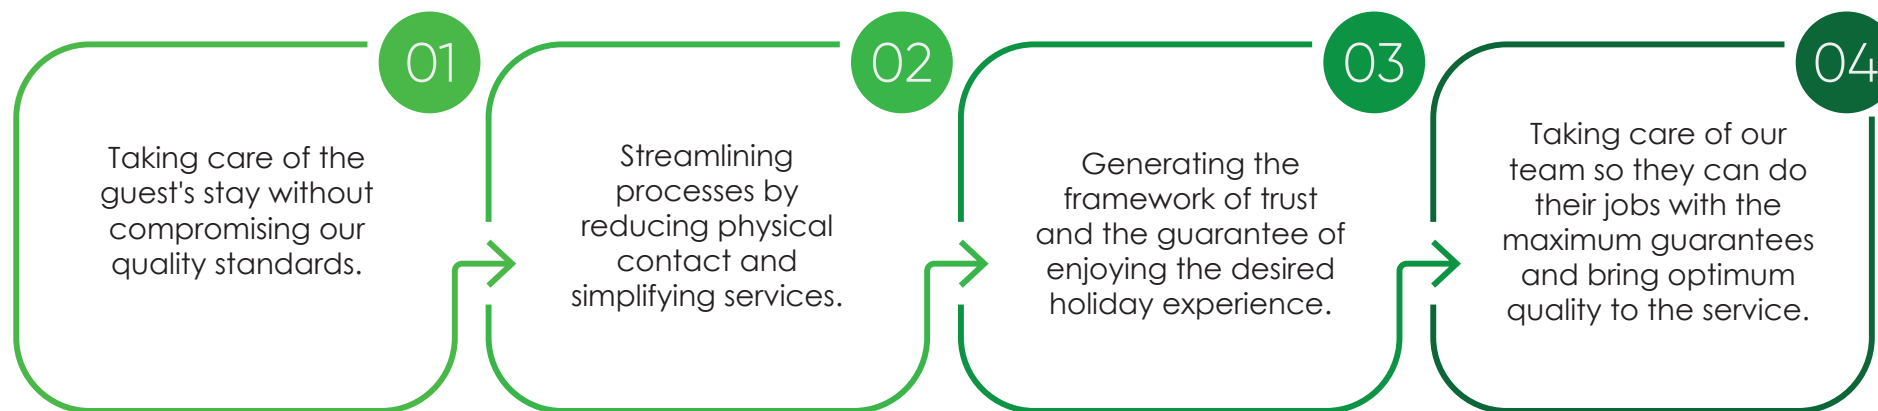 01
Taking care of the
guest's stay without
compromising our
quality standards.
02
Streamlining
processes by
reducing physical
contact and
simplifying services.
03
Generating the
framework of trust
and the guarantee of
enjoying the desired
holiday experience.
04
Taking care of our
team so they can do
their jobs with the
maximum guarantees
and bring optimum
quality to the service.